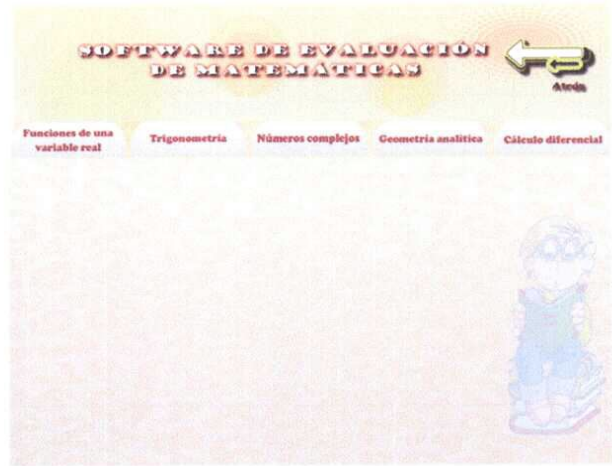 SOFTWARE DE EVALUACIÓN
DE MATEMÁTICAS
Atrás
Funciones de una
variable real
Trigonometría
Números complejos
Geometría analítica
Cálculo diferencial